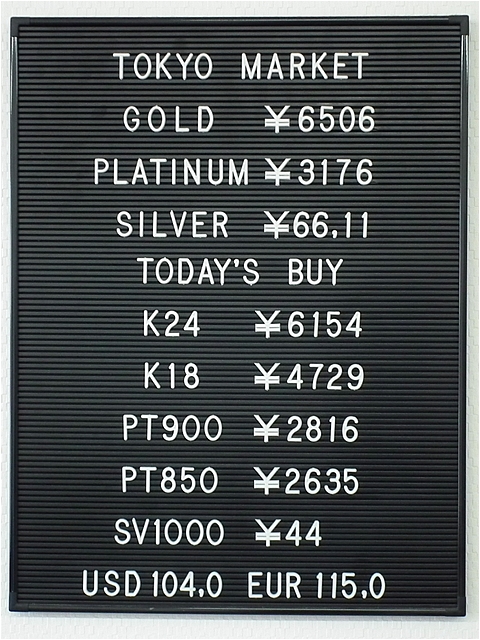 TOKYO MARKET
GOLD ¥6506
PLATINUM ¥3176
SILVER ¥66.11
TODAY'S BUY
K24 ¥6154
K18 ¥4729
PT900 ¥2816
PT850 ¥2635
SV1000 ¥44
USD 104.0 EUR 115.0